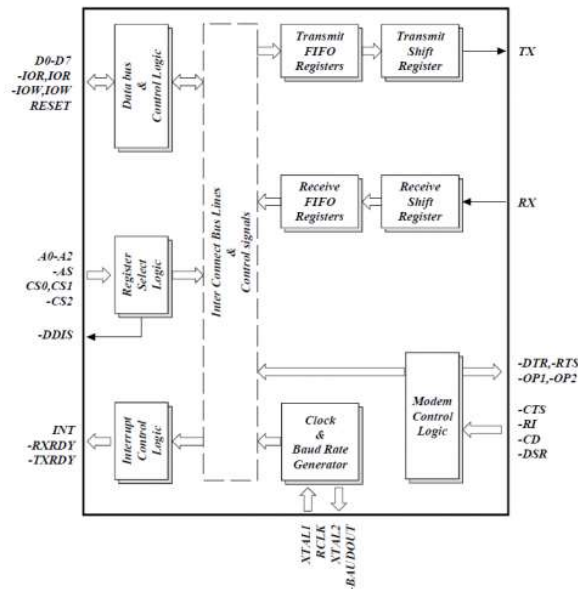 D0-D7
-IOR,IOR
-IOW,IOW
RESET
Data bus
&
Control Logic
Inter Connect Bus Lines
&
Control signals
Transmit
FIFO
Registers
Transmit
Shift
Register
TX
Receive
FIFO
Registers
Receive
Shift
Register
RX
A0-A2
-AS
CS0,CS1
-CS2
Register
Select
Logic
-DDIS
INT
-RXRDY
-TXRDY
Interrupt
Control
Logic
Clock
&
Baud Rate
Generator
Modem
Control
Logic
-DTR,-RTS
-OP1,-OP2
-CTS
-RI
-CD
-DSR
XTAL1
RCLK
XTAL2
-BAUDOUT